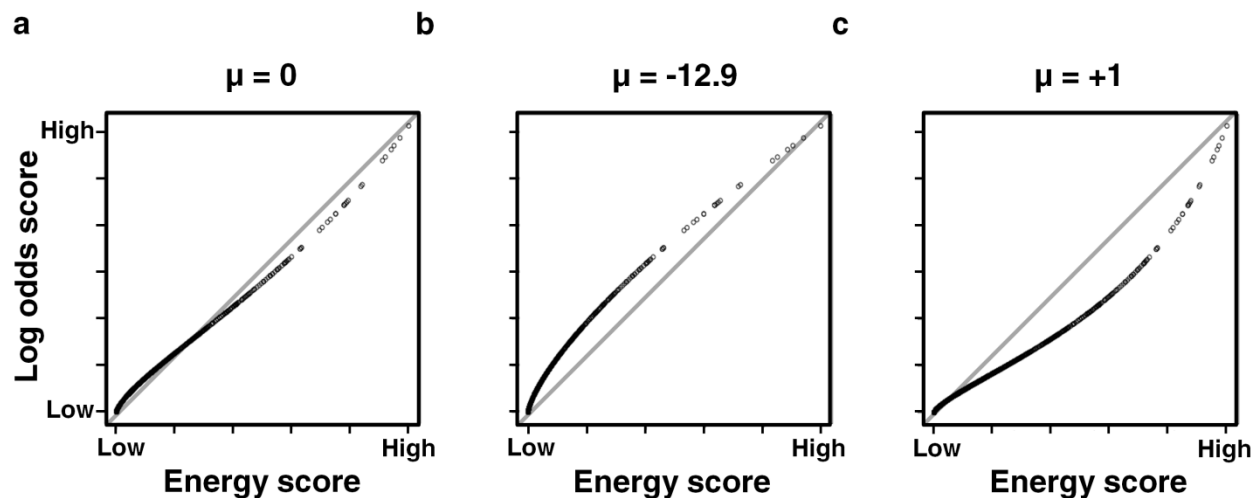 a
b
c
μ = 0
μ = -12.9
μ = +1
High
Log odds score
Low
Low
High
Low
High
Low
High
Energy score
Energy score
Energy score